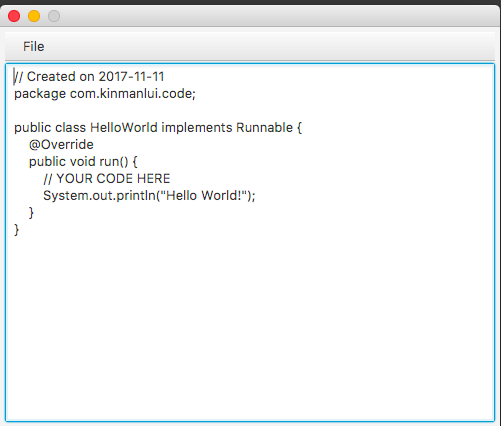 File
// Created on 2017-11-11
package com.kinmanlui.code;
public class HelloWorld implements Runnable {
@Override
public void run() {
// YOUR CODE HERE
System.out.println("Hello World!");
}
}